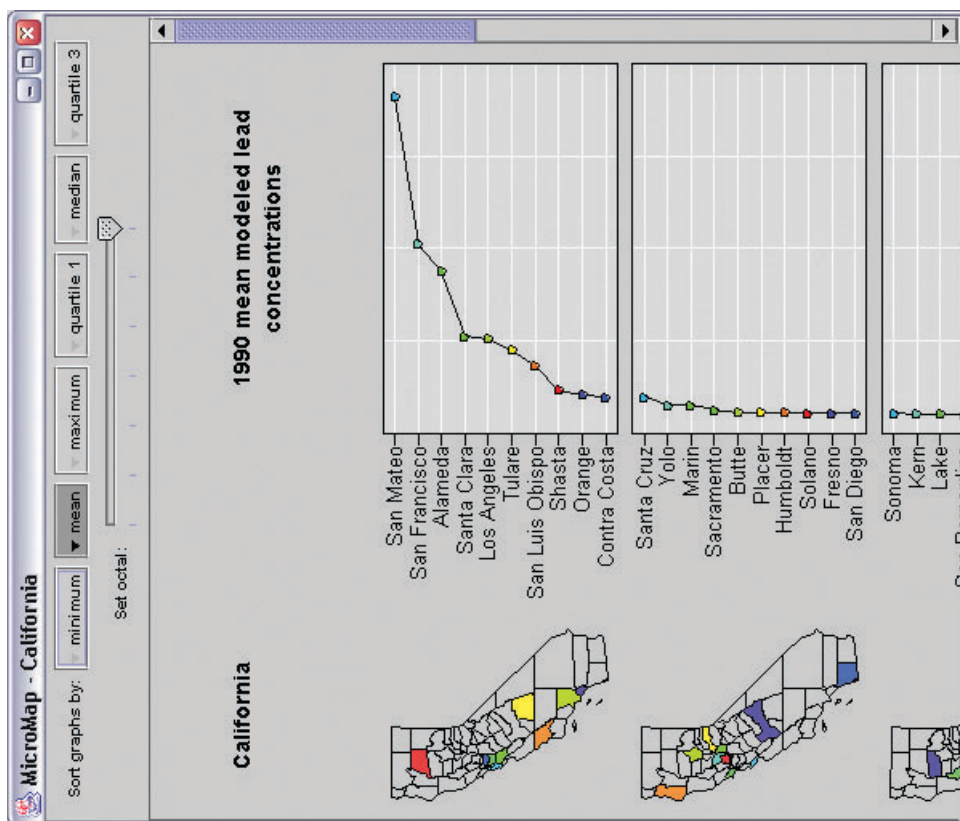 MicroMap - California
Sort graphs by: minimum mean maximum quartile 1 median quartile 3
Set octal:
California
1990 mean modeled lead
concentrations
San Mateo
San Francisco
Alameda
Santa Clara
Los Angeles
Tulare
San Luis Obispo
Shasta
Orange
Contra Costa
Santa Cruz
Yolo
Marin
Sacramento
Butte
Placer
Humboldt
Solano
Fresno
San Diego
Sonoma
Kern
Lake